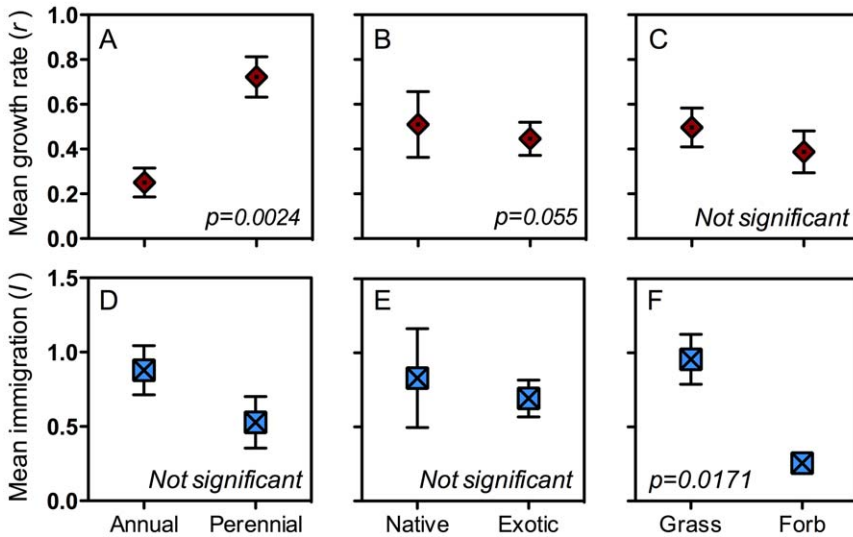 Mean growth rate (r)
1.0
0.8
0.6
0.4
0.2
0.0
A
p=0.0024
B
p=0.055
C
Not significant
Mean immigration (I)
1.5
1.0
0.5
0.0
D
Not significant
E
Not significant
F
p=0.0171
Annual Perennial
Native Exotic
Grass Forb